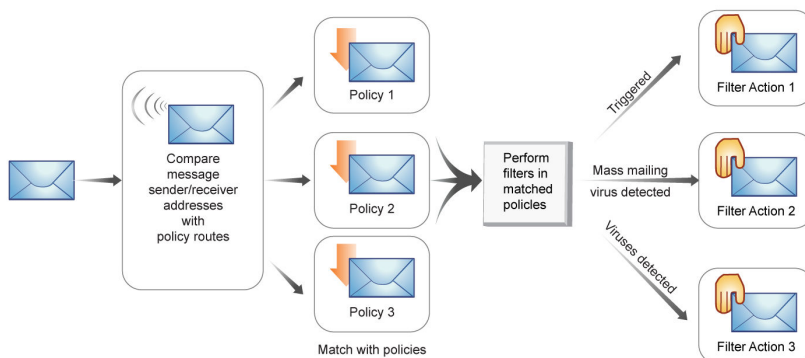 Compare
message
sender/receiver
addresses
with
policy routes
Policy 1
Policy 2
Policy 3
Match with policies
Perform
filters in
matched
policies
Triggered
Mass mailing
virus detected
Viruses detected
Filter Action 1
Filter Action 2
Filter Action 3